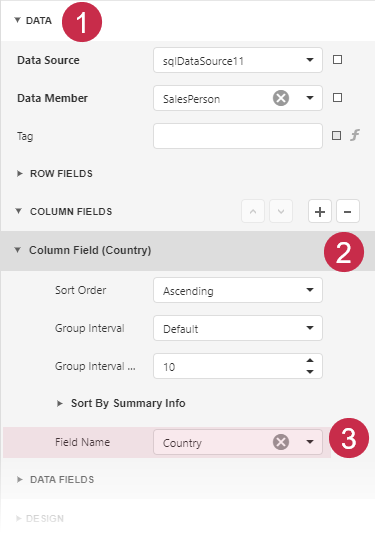 DATA 1
Data Source sqlDataSource11
Data Member SalesPerson
Tag f
ROW FIELDS
COLUMN FIELDS + -
Column Field (Country) 2
Sort Order Ascending
Group Interval Default
Group Interval ... 10
Sort By Summary Info
Field Name Country 3
DATA FIELDS
DESIGN